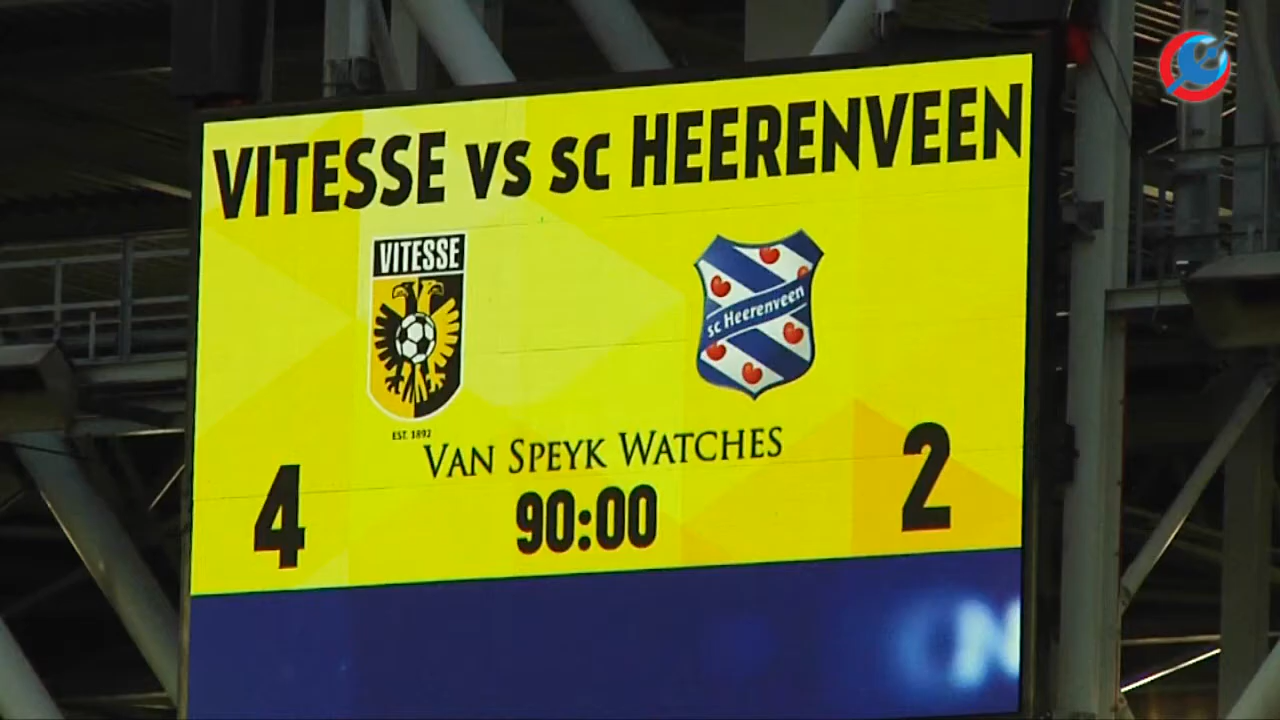 VITESSE vs sc HEERENVEEN
VITESSE
sc Heerenveen
EST. 1892
VAN SPEYK WATCHES
4
90:00
2